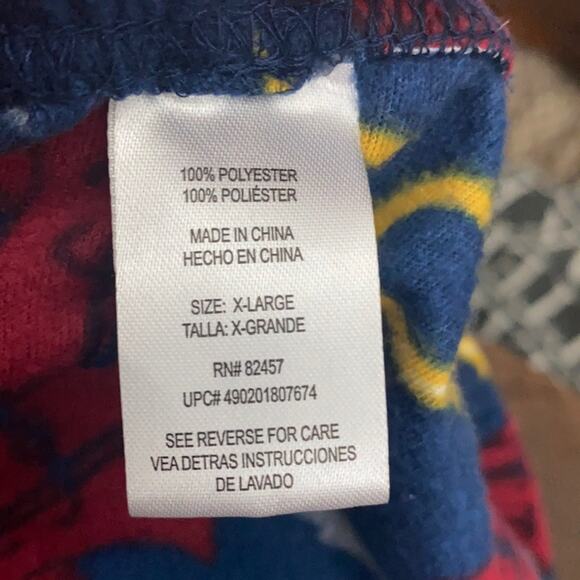 100% POLYESTER
100% POLIÉSTER
MADE IN CHINA
HECHO EN CHINA
SIZE: X-LARGE
TALLA: X-GRANDE
RN# 82457
UPC# 490201807674
SEE REVERSE FOR CARE
VEA DETRAS INSTRUCCIONES
DE LAVADO